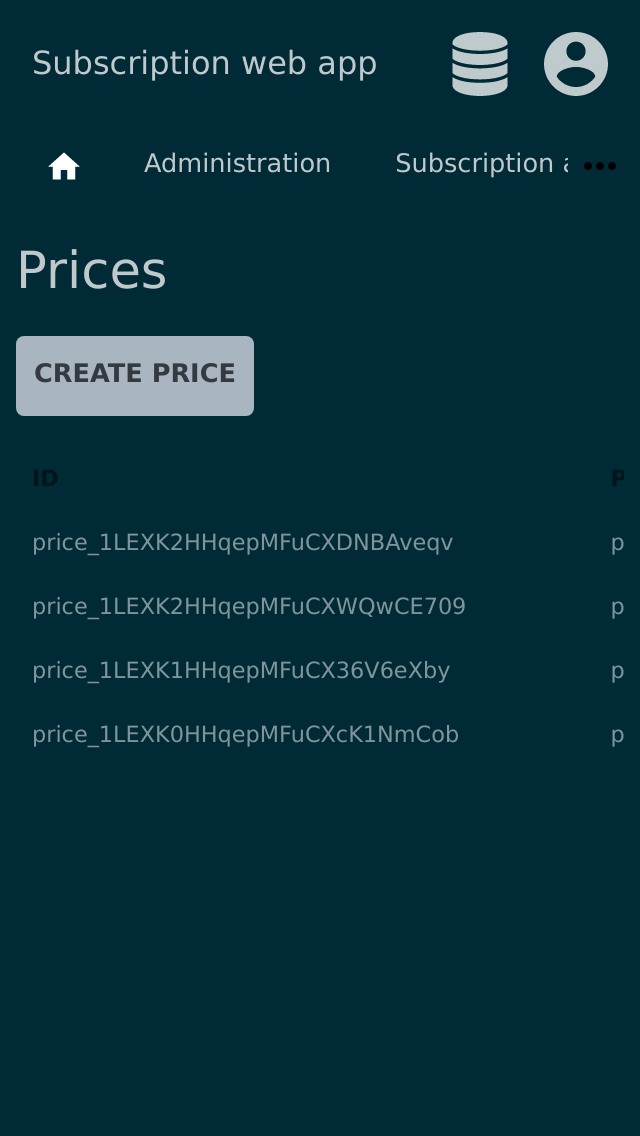 Subscription web app
Administration Subscription a
Prices
CREATE PRICE
ID P
price_1LEXK2HHqepMFuCXDNBAveqv p
price_1LEXK2HHqepMFuCXWQwCE709 p
price_1LEXK1HHqepMFuCX36V6eXby p
price_1LEXK0HHqepMFuCXcK1NmCob p